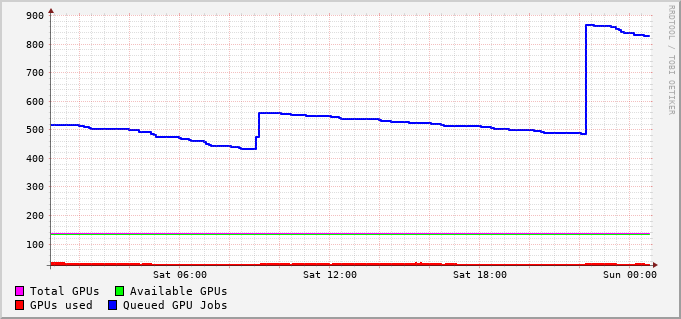 900
800
700
600
500
400
300
200
100
Sat 06:00 Sat 12:00 Sat 18:00 Sun 00:00
Total GPUs Available GPUs
GPUs used Queued GPU Jobs
RRDTOOL / TOBI OETIKER